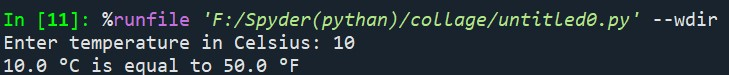 In [11]: %runfile 'F:/Spyder(pythan)/collage/untitled0.py' --wdir
Enter temperature in Celsius: 10
10.0 °C is equal to 50.0 °F